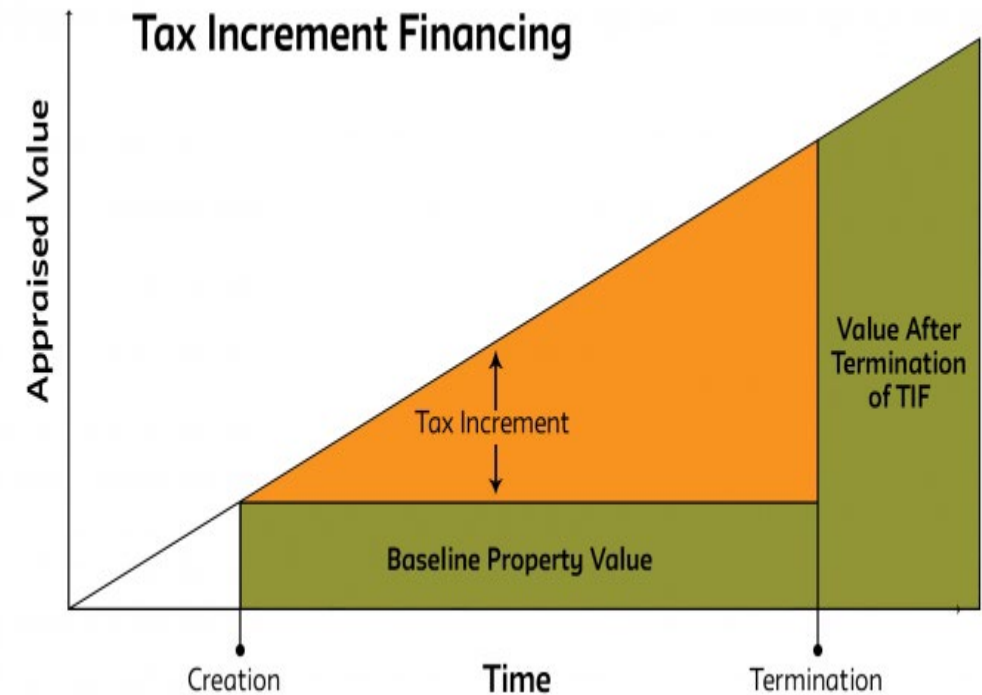 Tax Increment Financing
Appraised Value
Tax Increment
Value After
Termination
of TIF
Baseline Property Value
Creation
Time
Termination